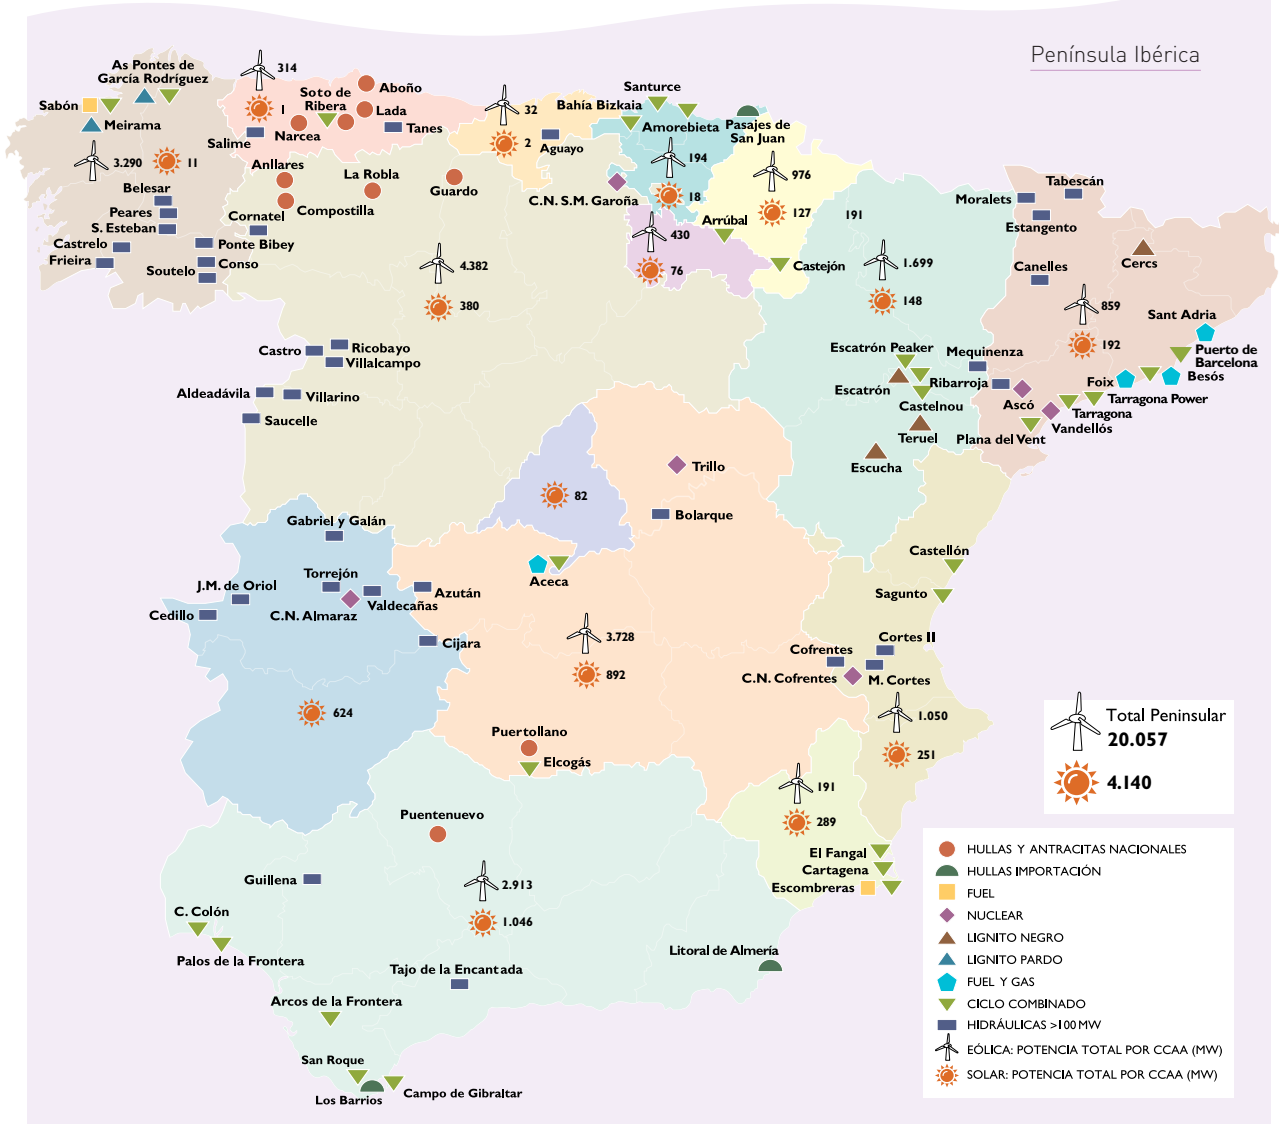 Península Ibérica
314
As Pontes de
García Rodríguez
Sabón
Meirama
1
Soto de
Ribera
Aboño
Lada
Narcea
Tanes
Salime
32
2
Aguayo
Santurce
Bahía Bizkaia
Amorebieta
Pasajes de
San Juan
194
18
976
127
3.290
11
Anllares
La Robla
Guardo
Compostilla
Cornatel
C.N. S.M. Garoña
Belesar
Peares
S. Esteban
Castrelo
Frieira
Ponte Bibey
Conso
Soutelo
430
76
Arrúbal
Castejón
191
1.699
148
4.382
380
Tabescán
Moralets
Estangento
Cercs
Canelles
859
192
Sant Adria
Puerto de
Barcelona
Besós
Foix
Tarragona Power
Tarragona
Vandellós
Ascó
Plana del Vent
Mequinenza
Ribarroja
Escatrón Peaker
Escatrón
Castelnou
Teruel
Escucha
Castro
Ricobayo
Villalcampo
Aldeadávila
Villarino
Saucelle
Trillo
82
Bolarque
Gabriel y Galán
Torrejón
J.M. de Oriol
Cedillo
C.N. Almaraz
Valdecañas
Azután
Cijara
Aceca
Castellón
Sagunto
3.728
892
Cofrentes
Cortes II
C.N. Cofrentes
M. Cortes
624
1.050
251
Total Peninsular
20.057
4.140
Puertollano
Elcogás
191
289
Puentenuevo
El Fangal
Cartagena
Escombreras
Guillena
2.913
1.046
C. Colón
Palos de la Frontera
Tajo de la Encantada
Litoral de Almería
Arcos de la Frontera
San Roque
Los Barrios
Campo de Gibraltar
HULLAS Y ANTRACITAS NACIONALES
HULLAS IMPORTACIÓN
FUEL
NUCLEAR
LIGNITO NEGRO
LIGNITO PARDO
FUEL Y GAS
CICLO COMBINADO
HIDRÁULICAS >100 MW
EÓLICA: POTENCIA TOTAL POR CCAA (MW)
SOLAR: POTENCIA TOTAL POR CCAA (MW)